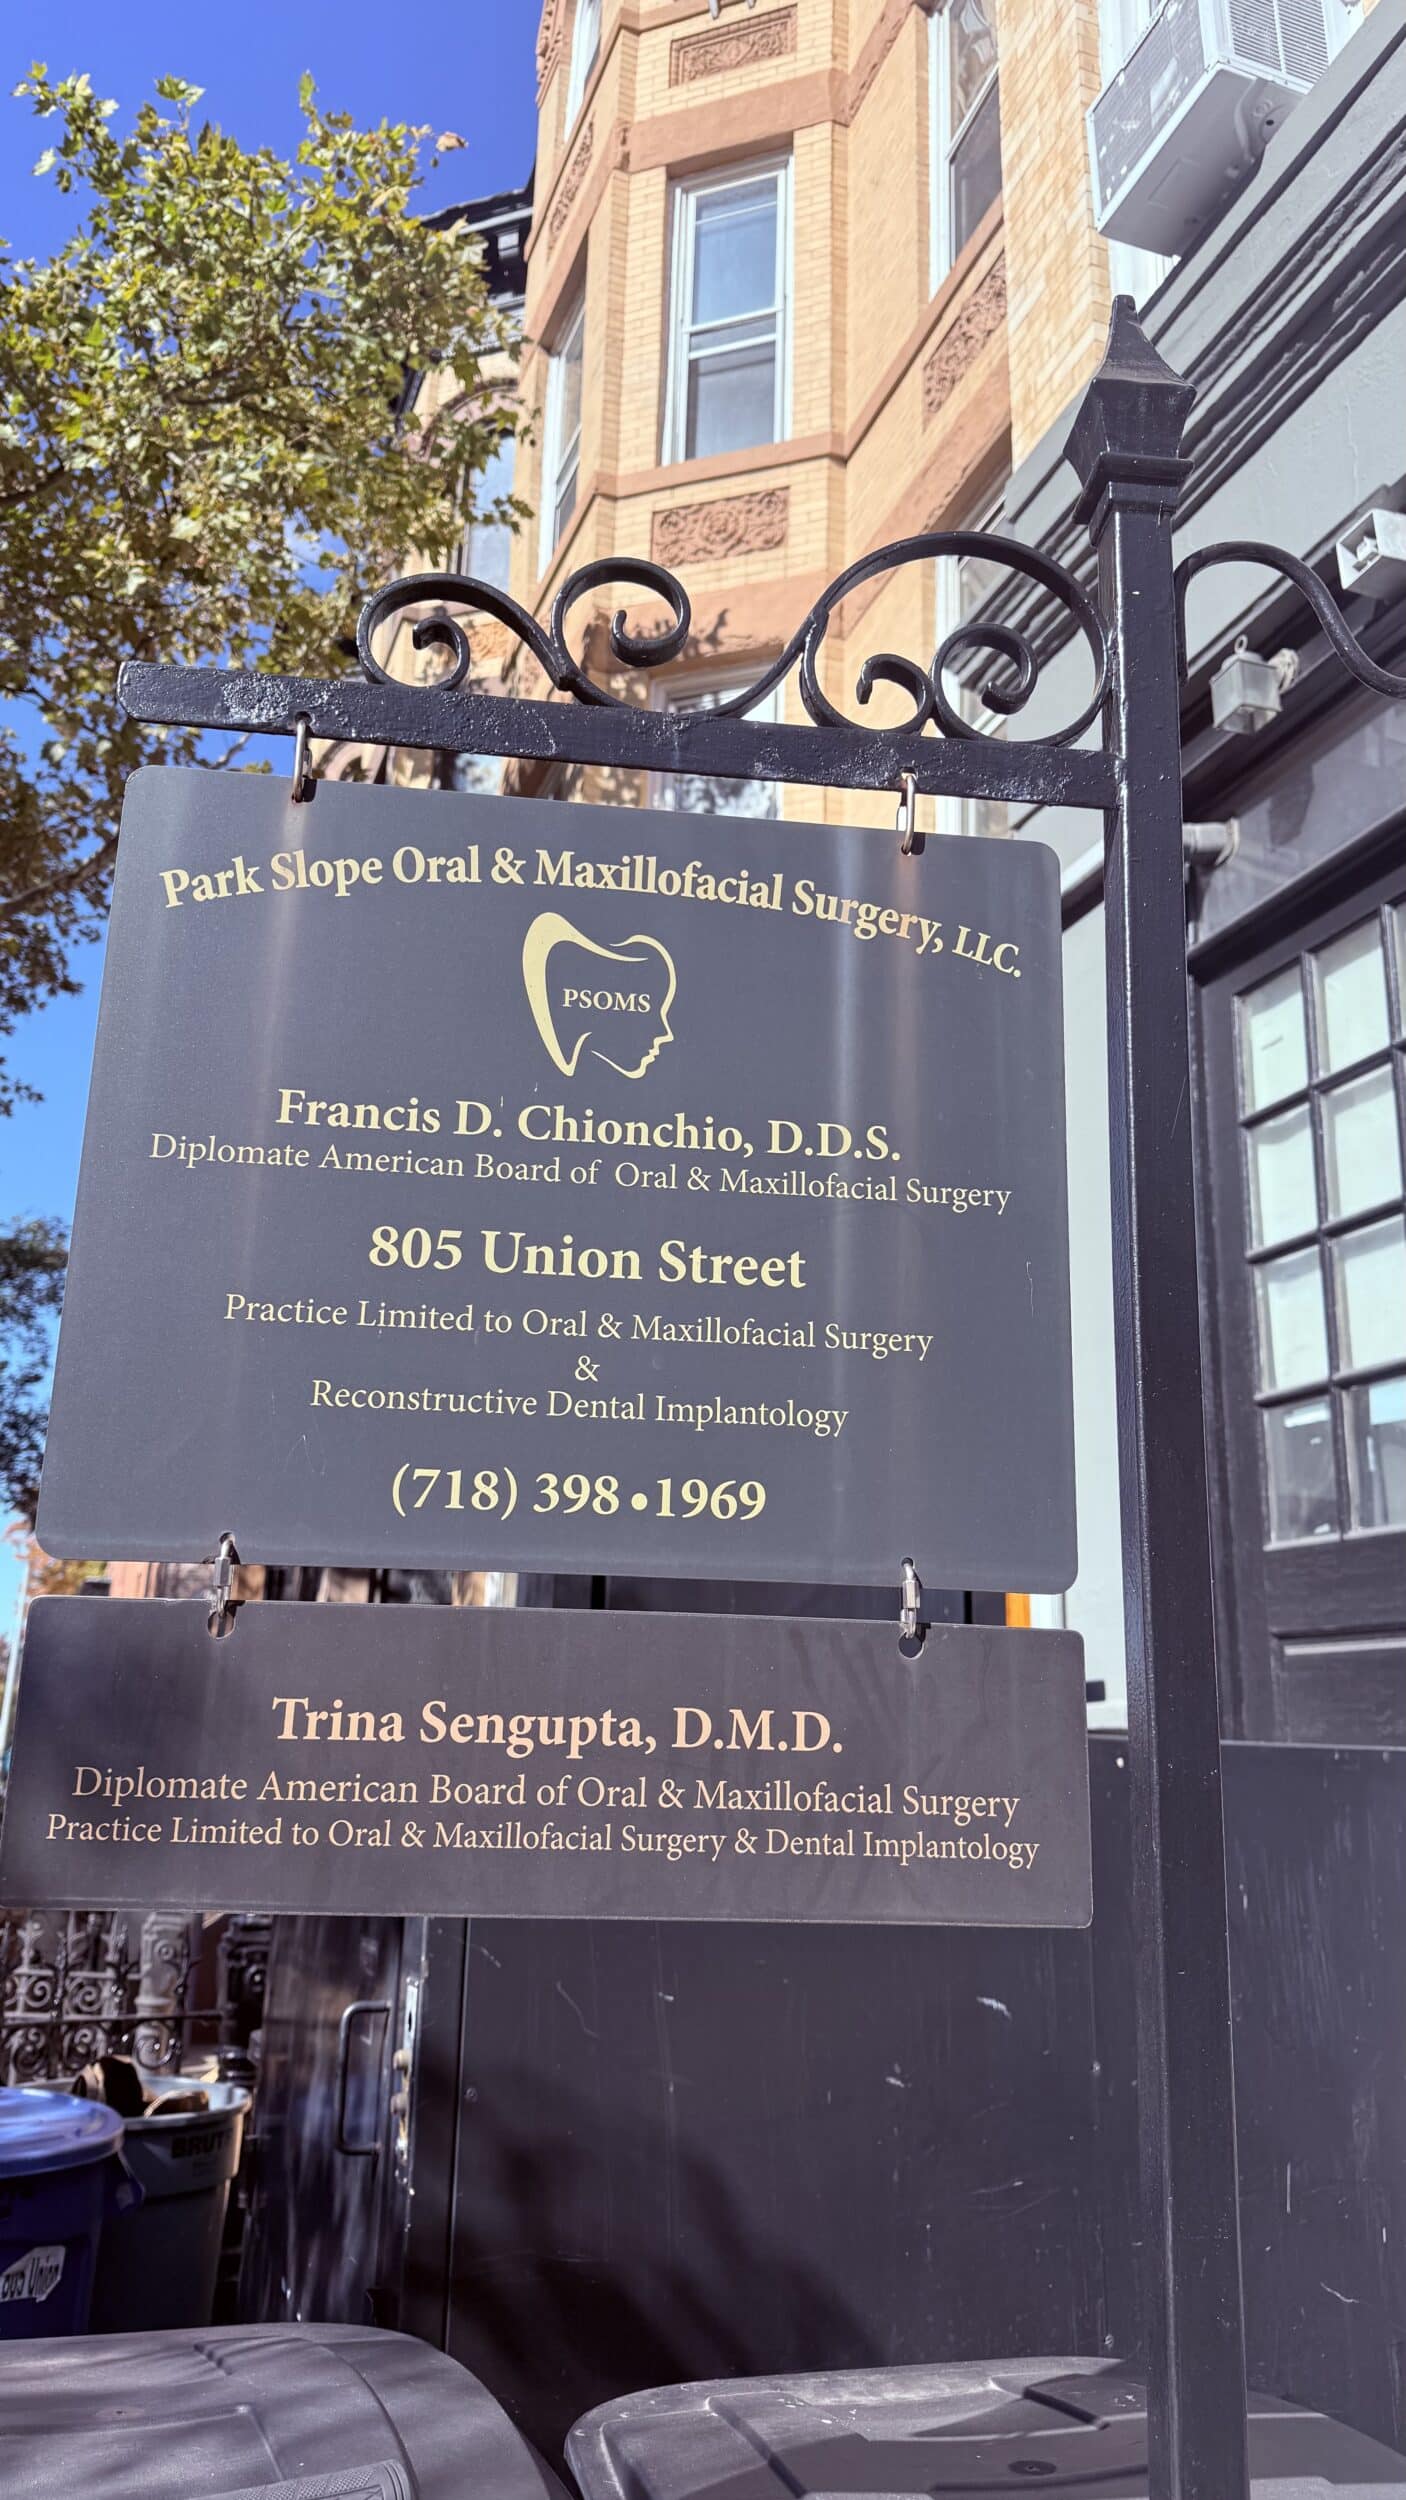 Park Slope Oral & Maxillofacial Surgery, LLC.
PSOMS
Francis D. Chionchio, D.D.S.
Diplomate American Board of Oral & Maxillofacial Surgery
805 Union Street
Practice Limited to Oral & Maxillofacial Surgery
&
Reconstructive Dental Implantology
(718) 398•1969
Trina Sengupta, D.M.D.
Diplomate American Board of Oral & Maxillofacial Surgery
Practice Limited to Oral & Maxillofacial Surgery & Dental Implantology
BRUT
Union